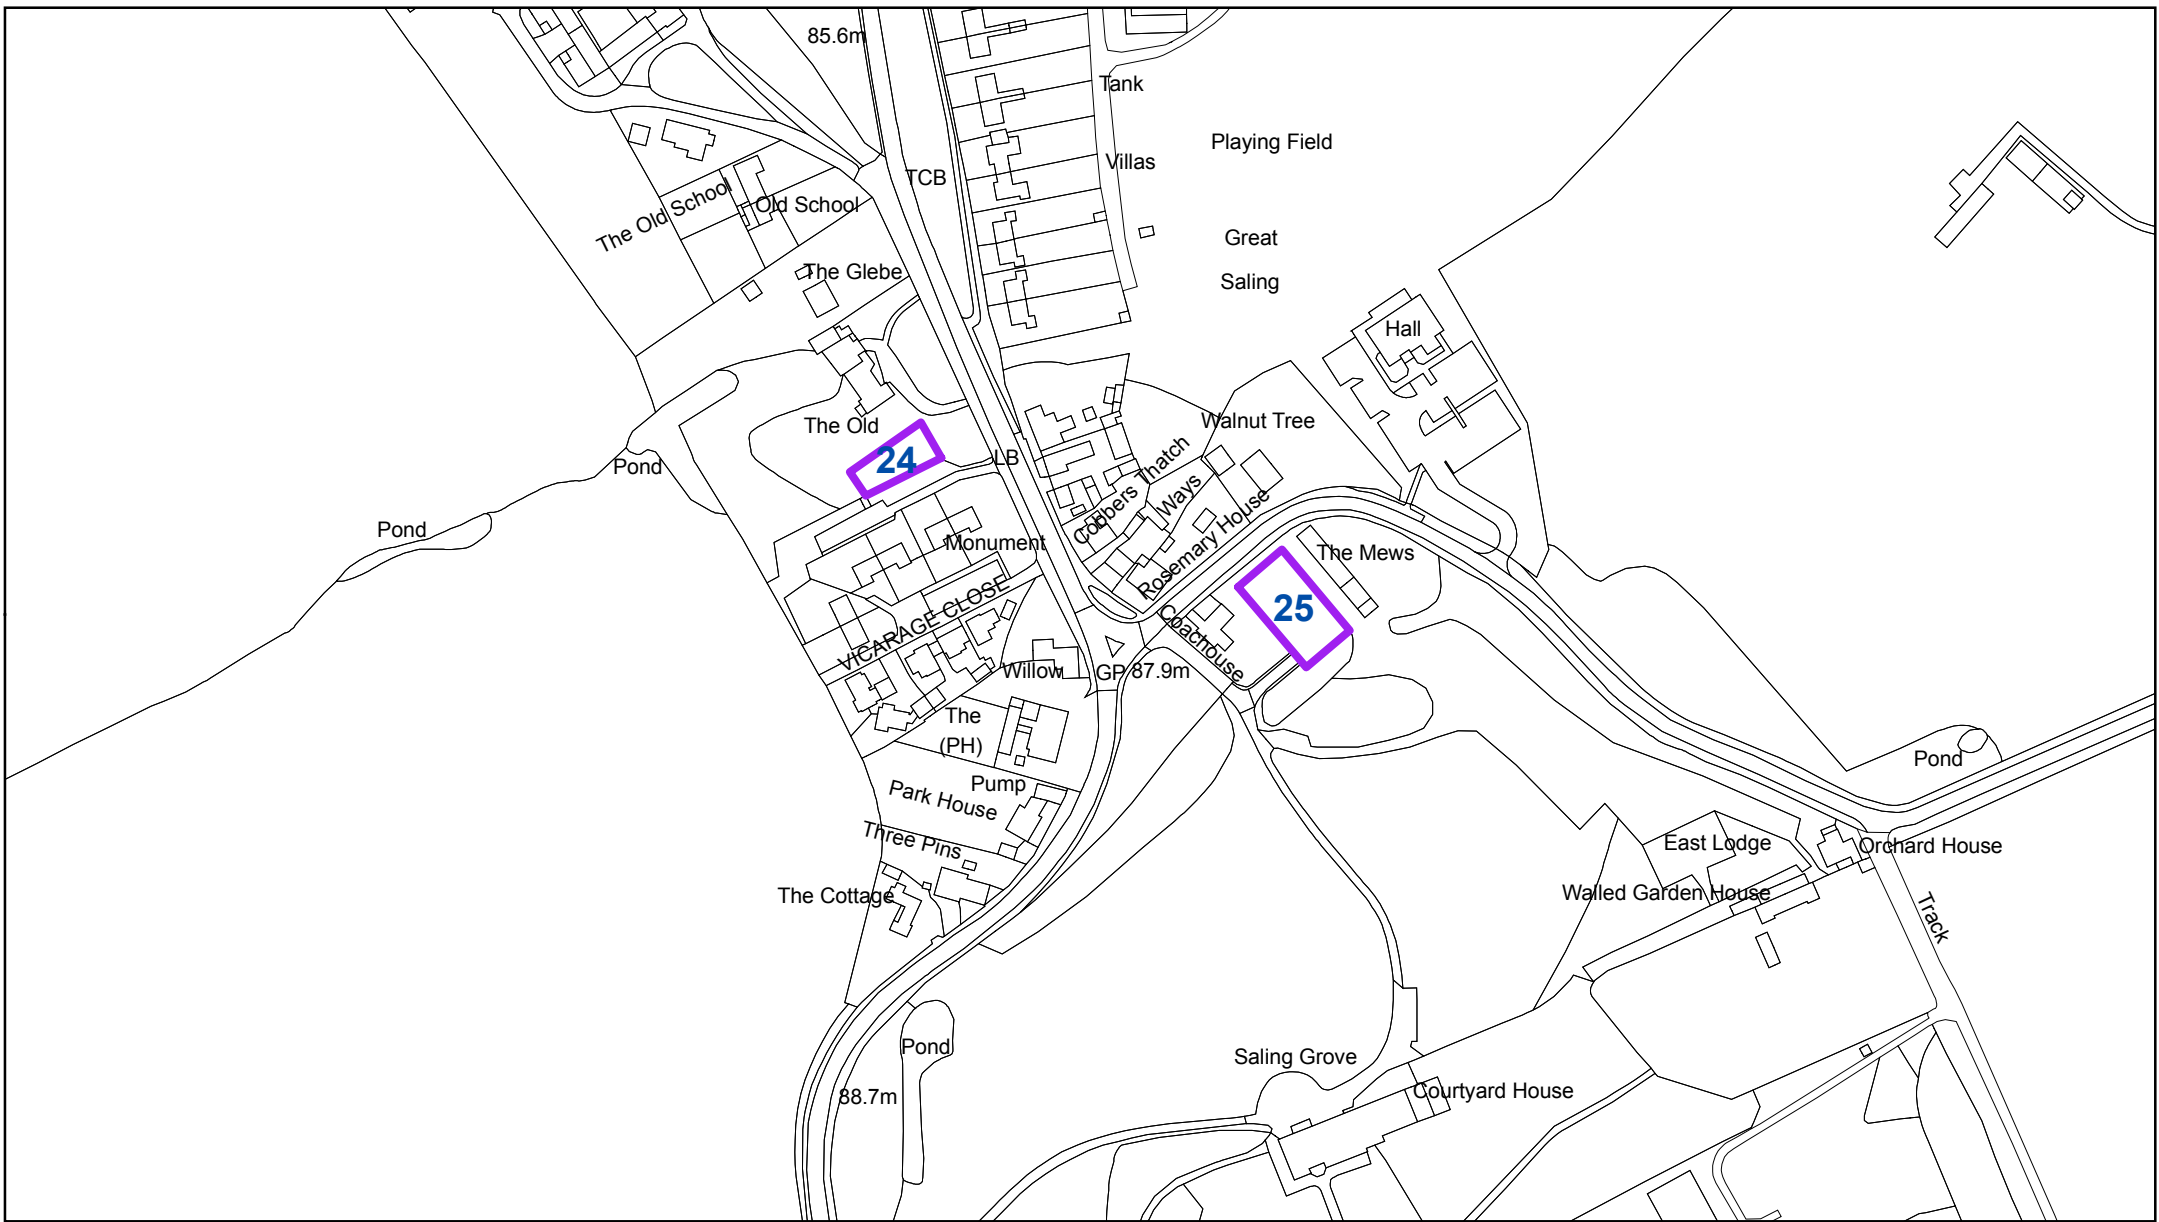 85.6m
Tank
Playing Field
Villas
TCB
The Old School
Old School
Great
Saling
The Glebe
Hall
The Old
Walnut Tree
24
LB
Pond
Cobbers Thatch
Ways
Rosemary House
Pond
Monument
The Mews
25
VICARAGE CLOSE
Coachouse
Willow
GP
87.9m
The
(PH)
Pump
Park House
Pond
Three Pins
East Lodge
Orchard House
The Cottage
Walled Garden House
Track
Pond
Saling Grove
88.7m
Courtyard House